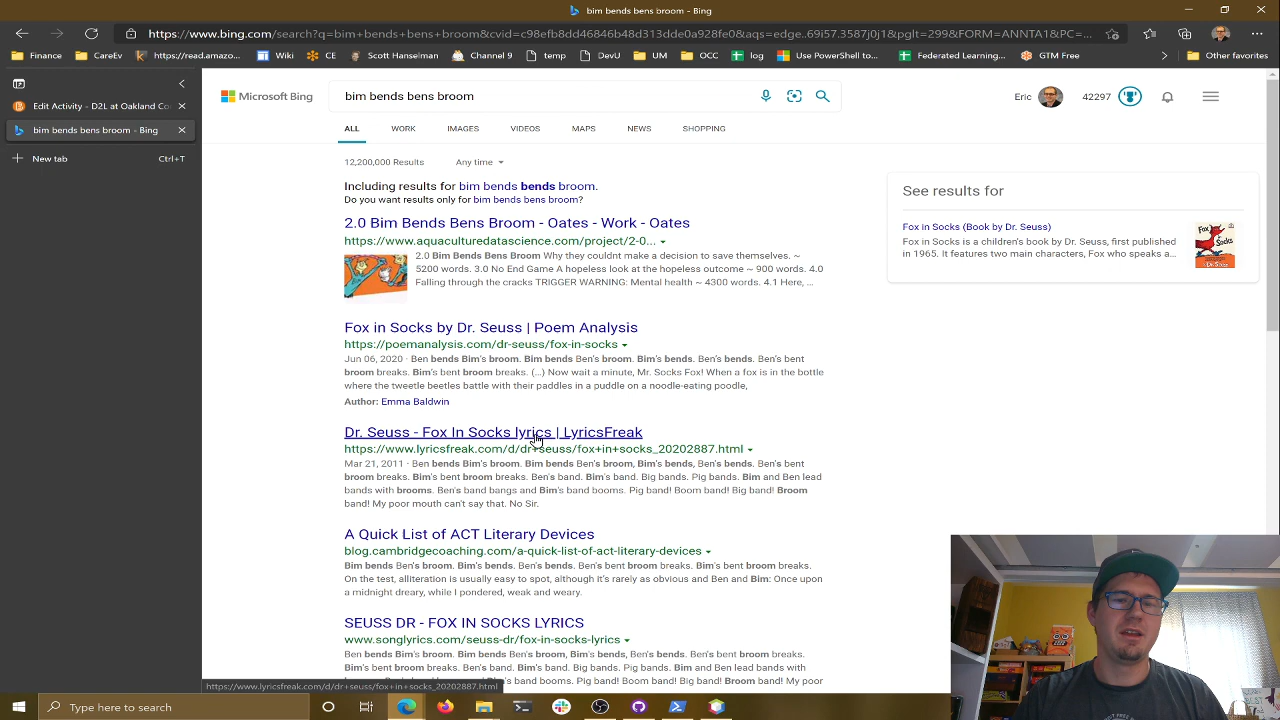 bim bends bens broom - Bing
https://www.bing.com/search?q=bim+bends+bens+broom&cvid=c98efb8dd46846b48d313dde0a928fe0&aqs=edge..69i57.3587j0j1&pglt=299&FORM=ANNTA1&PC=...
Finance
CareEv
read.amazon.com/...
Wiki
CE
Scott Hanselman
Channel 9
temp
UM
OCC
log
Use PowerShell to...
Federated Learning...
GTM Free
Other favorites
Edit Activity - D2L at Oakland Co
bim bends bens broom - Bing
New tab
Ctrl+T
Microsoft Bing
bim bends bens broom
Eric
42297
ALL
WORK
IMAGES
VIDEOS
MAPS
NEWS
SHOPPING
12,200,000 Results
Any time
Including results for bim bends bends broom.
Do you want results only for bim bends bens broom?
2.0 Bim Bends Bens Broom - Oates - Work - Oates
https://www.aquaculturedatascience.com/project/2-0...
2.0 Bim Bends Bens Broom Why they couldnt make a decision to save themselves. ~
5200 words. 3.0 No End Game A hopeless look at the hopeless outcome ~ 900 words. 4.0
Falling through the cracks TRIGGER WARNING: Mental health ~ 4300 words. 4.1 Here, ...
Fox in Socks by Dr. Seuss | Poem Analysis
https://poemanalysis.com/dr-seuss/fox-in-socks
Jun 06, 2020 · Ben bends Bim's broom. Bim bends Ben's broom. Bim's bends. Ben's bends. Ben's bent
broom breaks. Bim's bent broom breaks. (...) Now wait a minute, Mr. Socks Fox! When a fox is in the bottle
where the tweetle beetles battle with their paddles in a puddle on a noodle-eating poodle,
Author: Emma Baldwin
Dr. Seuss - Fox In Socks lyrics | LyricsFreak
https://www.lyricsfreak.com/d/dr+seuss/fox+in+socks_20202887.html
Mar 21, 2011 · Ben bends Bim's broom. Bim bends Ben's broom, Bim's bends, Ben's bends. Ben's bent
broom breaks. Bim's bent broom breaks. Ben's band. Bim's band. Big bands. Pig bands. Bim and Ben lead
bands with brooms. Ben's band bangs and Bim's band booms. Pig band! Boom band! Big band! Broom
band! My poor mouth can't say that. No Sir.
A Quick List of ACT Literary Devices
blog.cambridgecoaching.com/a-quick-list-of-act-literary-devices
Bim bends Ben's broom. Bim's bends. Ben's bends. Ben's bent broom breaks. Bim's bent broom breaks.
On the test, alliteration is usually easy to spot, although it's rarely as obvious and Ben and Bim: Once upon
a midnight dreary, while I pondered, weak and weary.
SEUSS DR - FOX IN SOCKS LYRICS
www.songlyrics.com/seuss-dr/fox-in-socks-lyrics
Ben bends Bim's broom. Bim bends Ben's broom, Bim's bends, Ben's bends. Ben's bent broom breaks.
Bim's bent broom breaks. Ben's band. Bim's band. Big bands. Pig bands. Bim and Ben lead bands with
band bangs and Bim's band booms. Pig band! Boom band! Big band! Broom band! My poor
See results for
Fox in Socks (Book by Dr. Seuss)
Fox in Socks is a children's book by Dr. Seuss, first published
in 1965. It features two main characters, Fox who speaks a...
https://www.lyricsfreak.com/d/dr+seuss/fox+in+socks_20202887.html
Type here to search